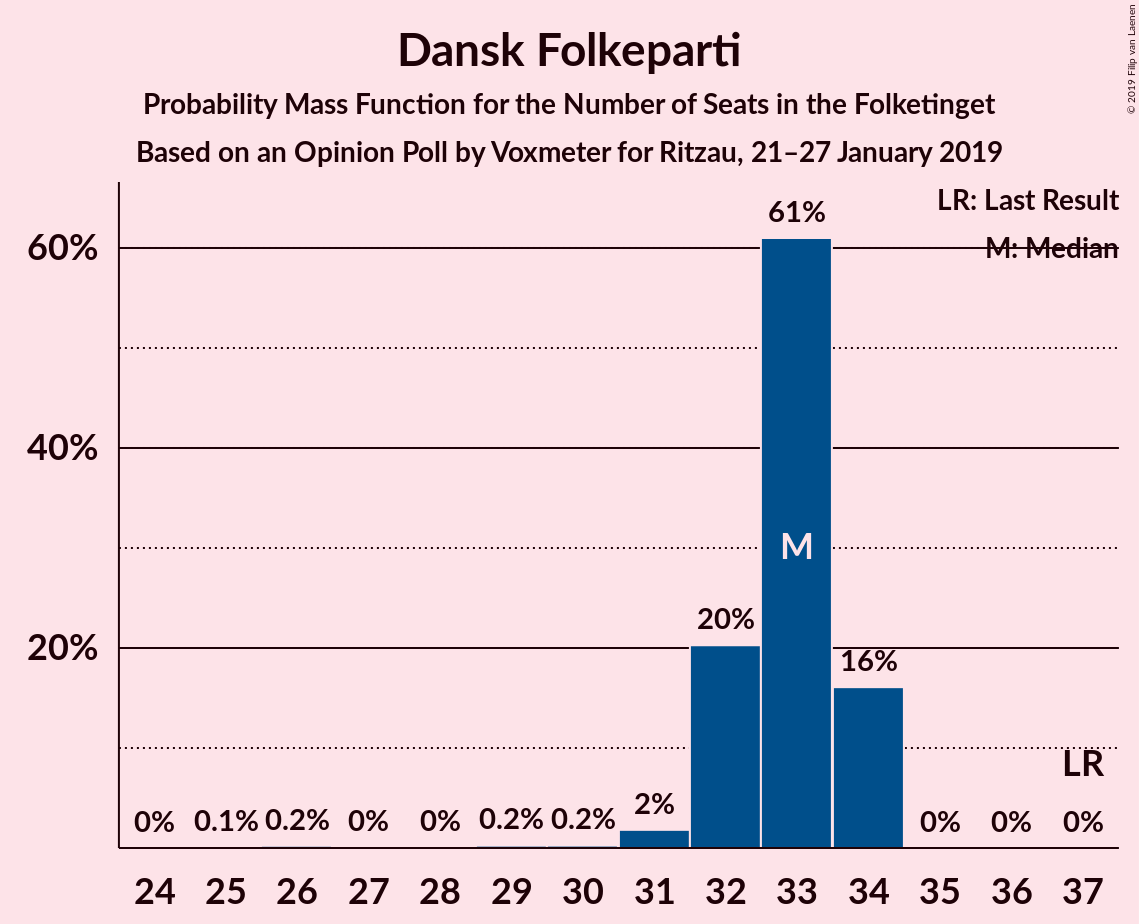 Dansk Folkeparti
Probability Mass Function for the Number of Seats in the Folketinget
Based on an Opinion Poll by Voxmeter for Ritzau, 21–27 January 2019
© 2019 Filip van Laenen
LR: Last Result
M: Median
60%
40%
20%
0%
0.1%
0.2%
0%
0%
0.2%
0.2%
2%
20%
61%
M
16%
0%
0%
LR
0%
24 25 26 27 28 29 30 31 32 33 34 35 36 37